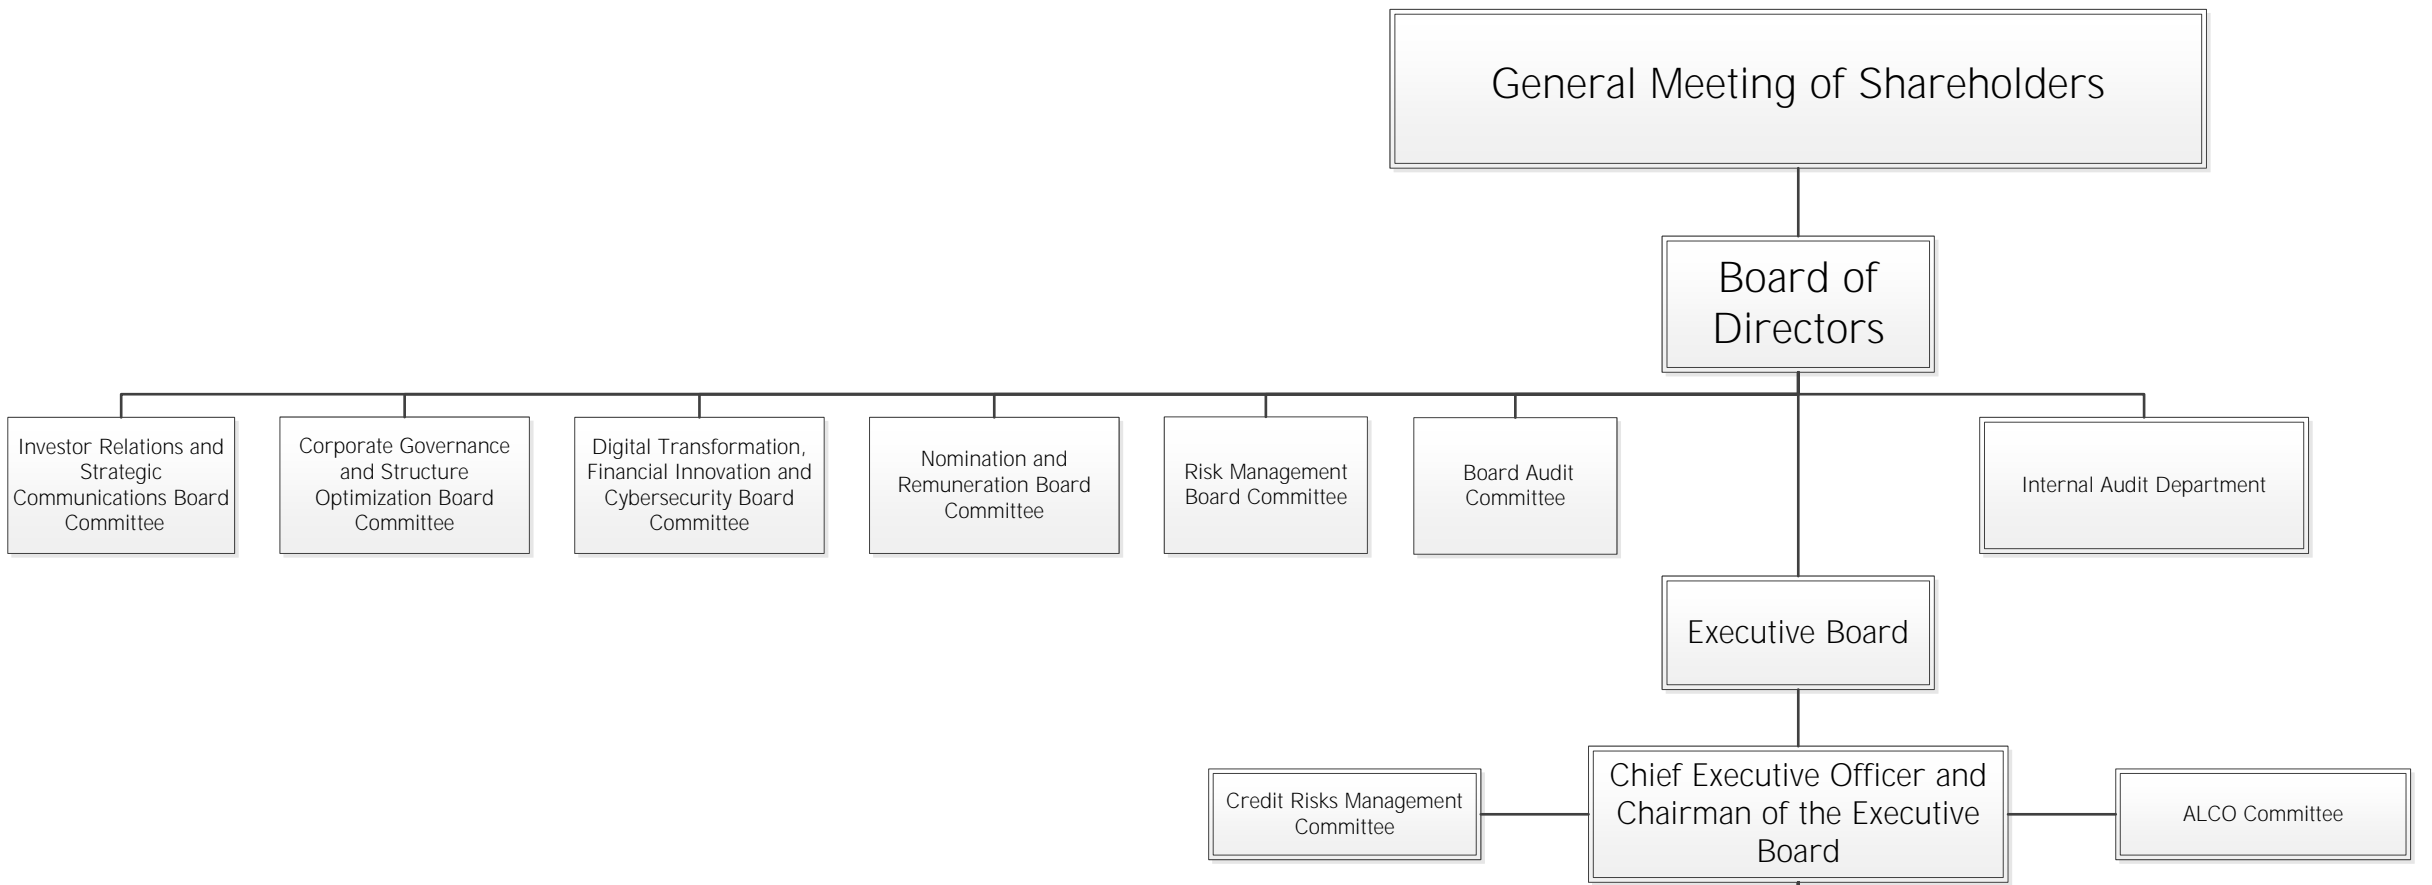 General Meeting of Shareholders
Board of
Directors
Investor Relations and
Strategic
Communications Board
Committee
Corporate Governance
and Structure
Optimization Board
Committee
Digital Transformation,
Financial Innovation and
Cybersecurity Board
Committee
Nomination and
Remuneration Board
Committee
Risk Management
Board Committee
Board Audit
Committee
Internal Audit Department
Executive Board
Credit Risks Management
Committee
Chief Executive Officer and
Chairman of the Executive
Board
ALCO Committee